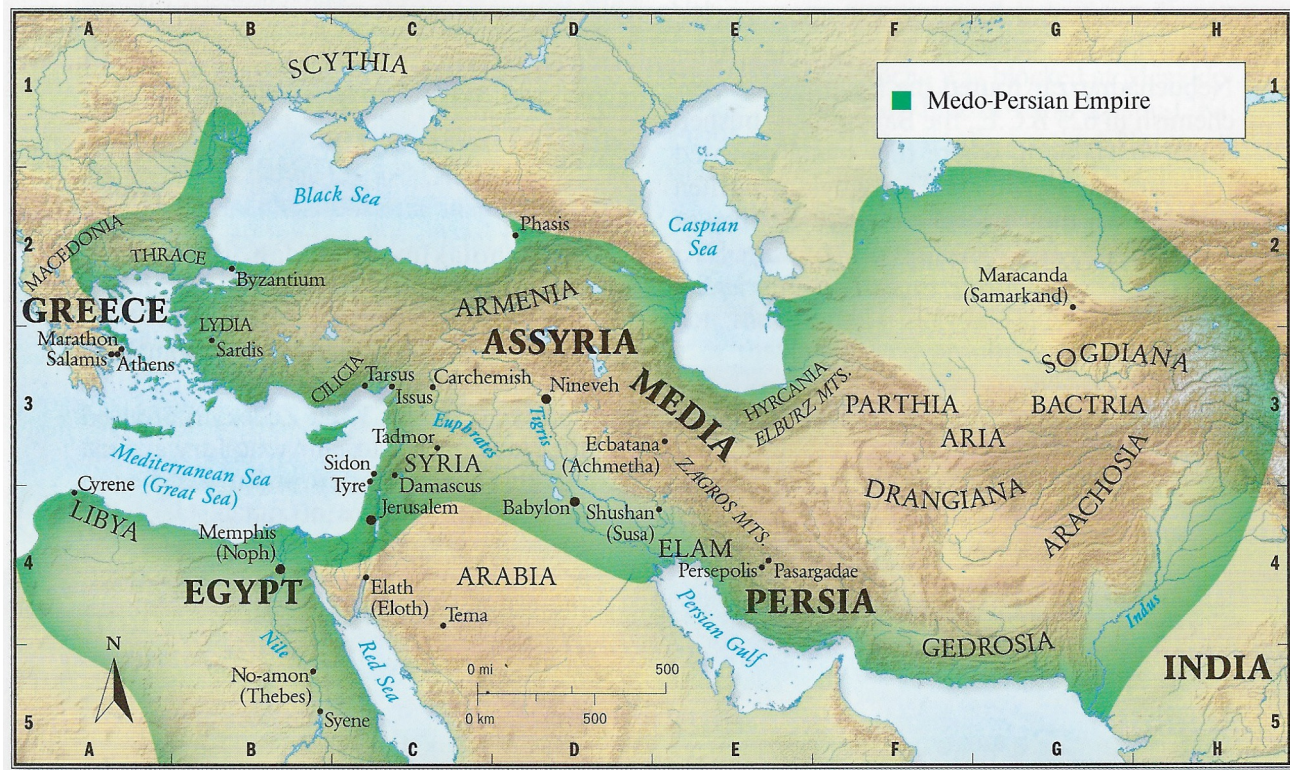 A B C D E F G H
1
1
SCYTHIA
Medo-Persian Empire
Black Sea
Caspian
Sea
Phasis
2
2
MACEDONIA
THRACE
Byzantium
Maracanda
(Samarkand)
GREECE
ARMENIA
LYDIA
Sardis
Marathon
Salamis
Athens
ASSYRIA
SOGDIANA
CILICIA
Tarsus
Issus
Carchemish
Nineveh
MEDIA
HYRCANIA
ELBURZ MTS.
PARTHIA
BACTRIA
3
3
Euphrates
Tigris
Tadmor
Ecbatana
(Achmetha)
ARIA
Mediterranean Sea
(Great Sea)
Sidon
Tyre
SYRIA
Damascus
ZAGROS MTS.
DRANGIANA
ARACHOSIA
Cyrene
LIBYA
Jerusalem
Babylon
Shushan
(Susa)
Memphis
(Noph)
ELAM
4
4
EGYPT
Elath
(Eloth)
ARABIA
Persepolis
Pasargadae
PERSIA
Tema
Persian Gulf
Indus
Nile
Red Sea
GEDROSIA
N
0 mi 500
INDIA
No-amon
(Thebes)
0 km 500
Syene
5
5
A B C D E F G H